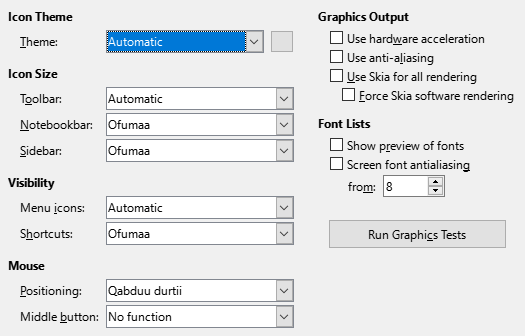 Icon Theme
Theme: Automatic
Icon Size
Toolbar: Automatic
Notebookbar: Ofumaa
Sidebar: Ofumaa
Visibility
Menu icons: Automatic
Shortcuts: Ofumaa
Mouse
Positioning: Qabduu durtii
Middle button: No function
Graphics Output
Use hardware acceleration
Use anti-aliasing
Use Skia for all rendering
Force Skia software rendering
Font Lists
Show preview of fonts
Screen font antialiasing
from: 8
Run Graphics Tests